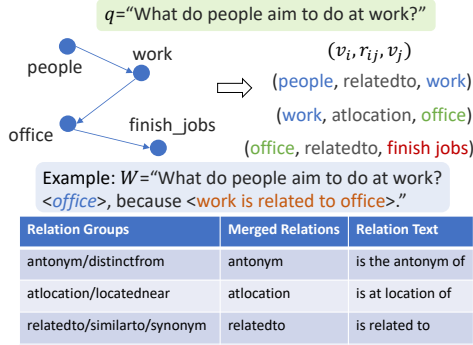 q="What do people aim to do at work?"
people
work
office
finish_jobs
(v_i, r_ij, v_j)
(people, relatedto, work)
(work, atlocation, office)
(office, relatedto, finish jobs)
Example: W="What do people aim to do at work?
<office>, because <work is related to office>."
Relation Groups Merged Relations Relation Text
antonym/distinctfrom antonym is the antonym of
atlocation/locatednear atlocation is at location of
relatedto/similarto/synonym relatedto is related to